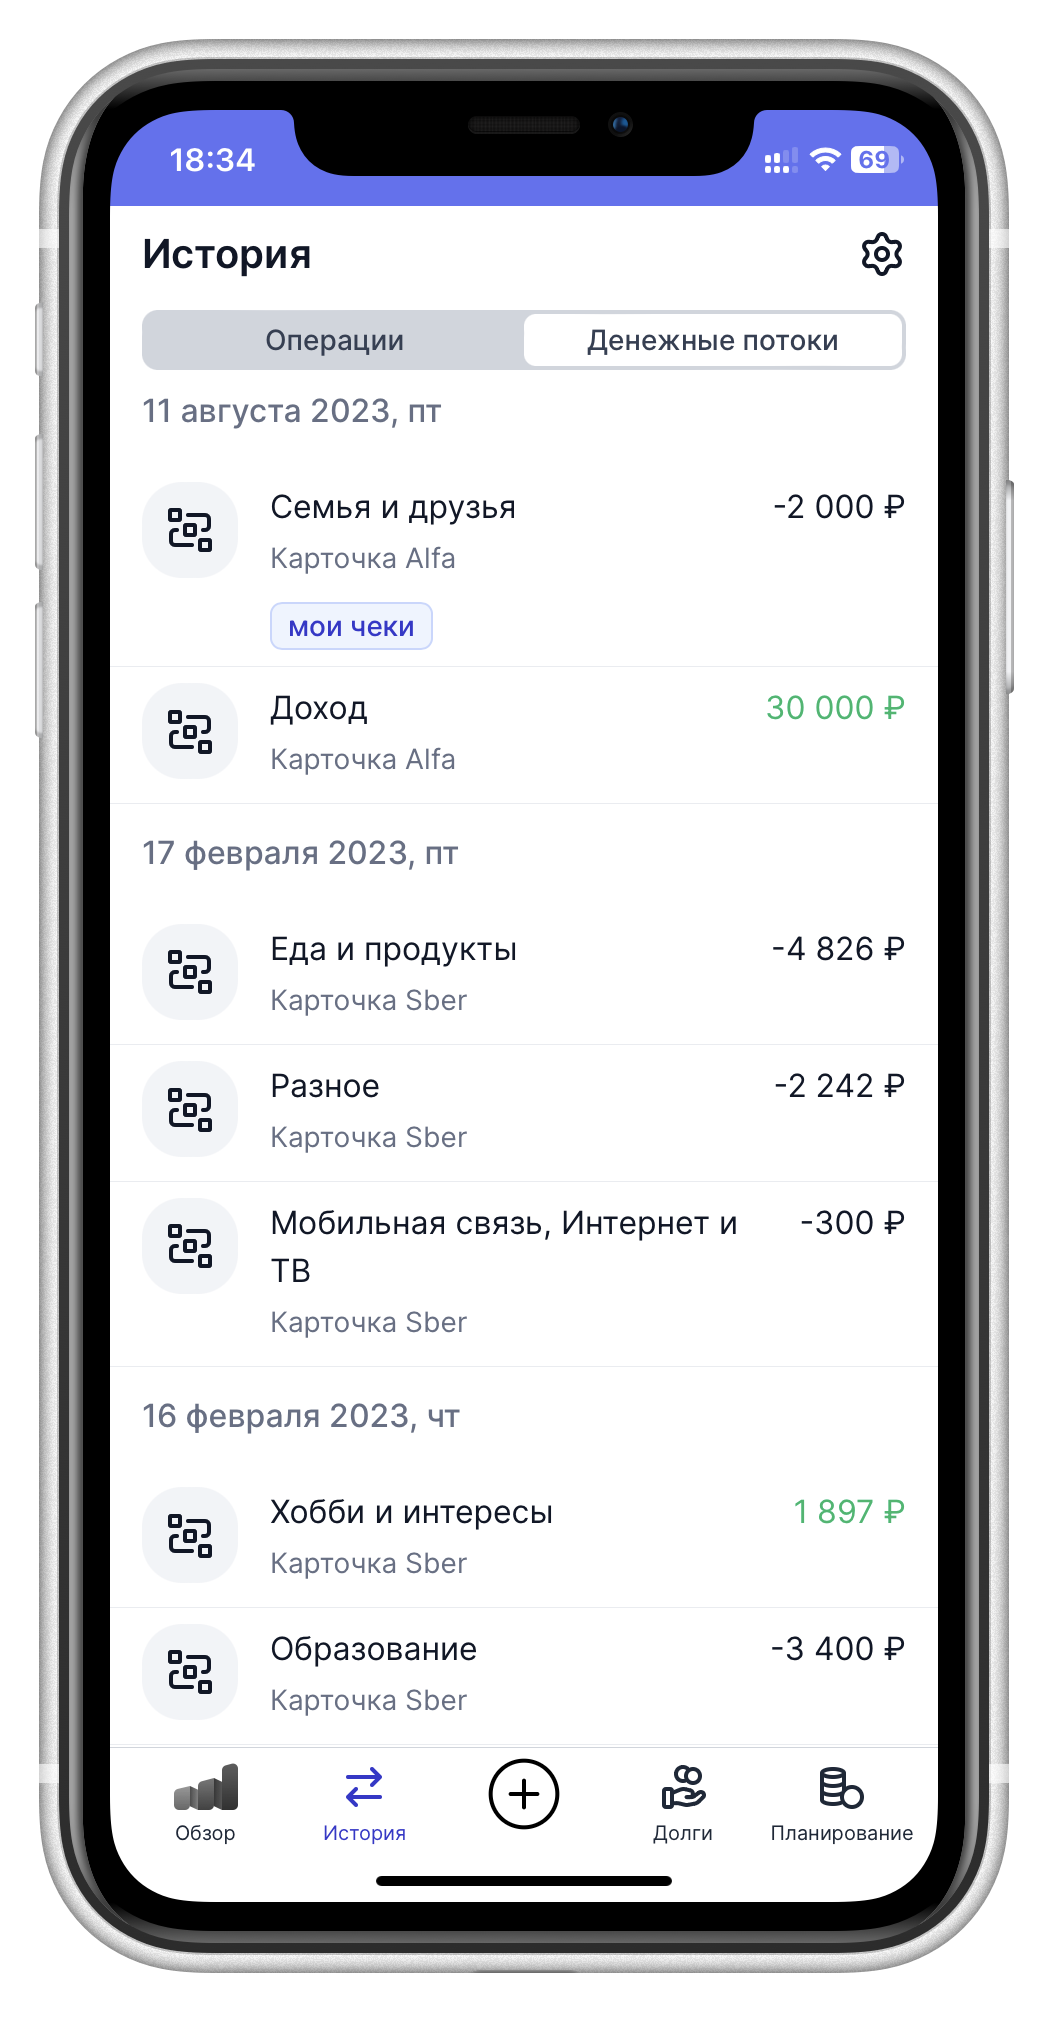 18:34
69
История
Операции
Денежные потоки
11 августа 2023, пт
Семья и друзья
-2 000 ₽
Карточка Alfa
мои чеки
Доход
30 000 ₽
Карточка Alfa
17 февраля 2023, пт
Еда и продукты
-4 826 ₽
Карточка Sber
Разное
-2 242 ₽
Карточка Sber
Мобильная связь, Интернет и
-300 ₽
ТВ
Карточка Sber
16 февраля 2023, чт
Хобби и интересы
1 897 ₽
Карточка Sber
Образование
-3 400 ₽
Карточка Sber
Обзор
История
Долги
Планирование